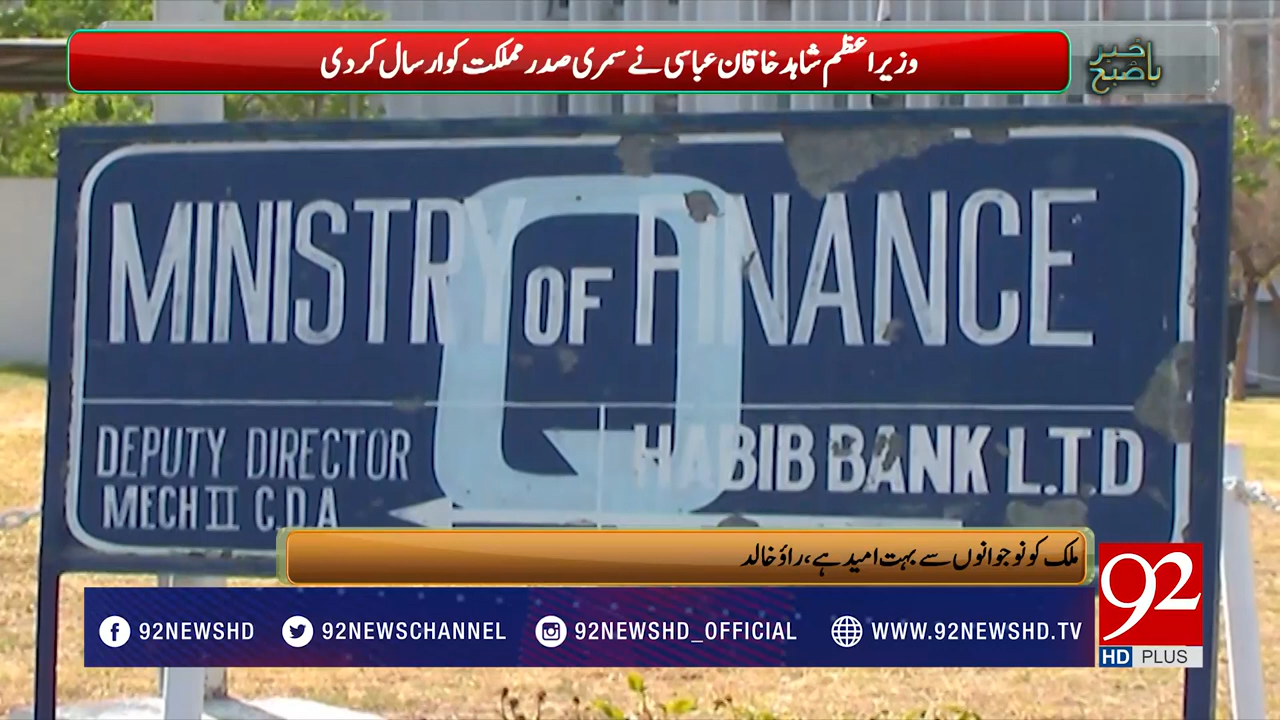 وزیراعظم شاہد خاقان عباسی نے سمری صدر مملکت کو ارسال کر دی
باخبر صبح
MINISTRY OF FINANCE
DEPUTY DIRECTOR
MECH II C.D.A
HABIB BANK L.T.D
ملک کو نوجوانوں سے بہت امید ہے، راؤ خالد
92NEWSHD
92NEWSCHANNEL
92NEWSHD_OFFICIAL
WWW.92NEWSHD.TV
92
HD PLUS